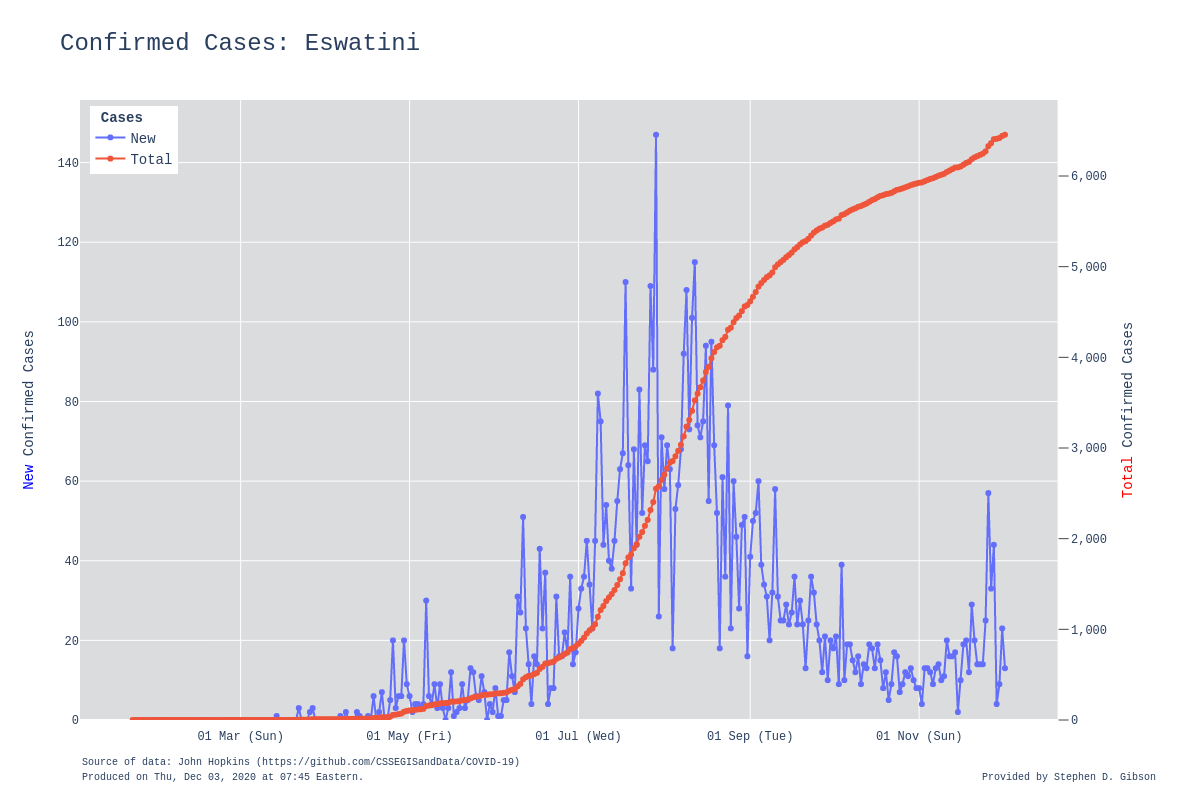 Confirmed Cases: Eswatini
Cases
New
Total
140
120
100
80
60
40
20
0
New Confirmed Cases
6,000
5,000
4,000
3,000
2,000
1,000
0
Total Confirmed Cases
01 Mar (Sun) 01 May (Fri) 01 Jul (Wed) 01 Sep (Tue) 01 Nov (Sun)
Source of data: John Hopkins (https://github.com/CSSEGISandData/COVID-19)
Produced on Thu, Dec 03, 2020 at 07:45 Eastern.
Provided by Stephen D. Gibson